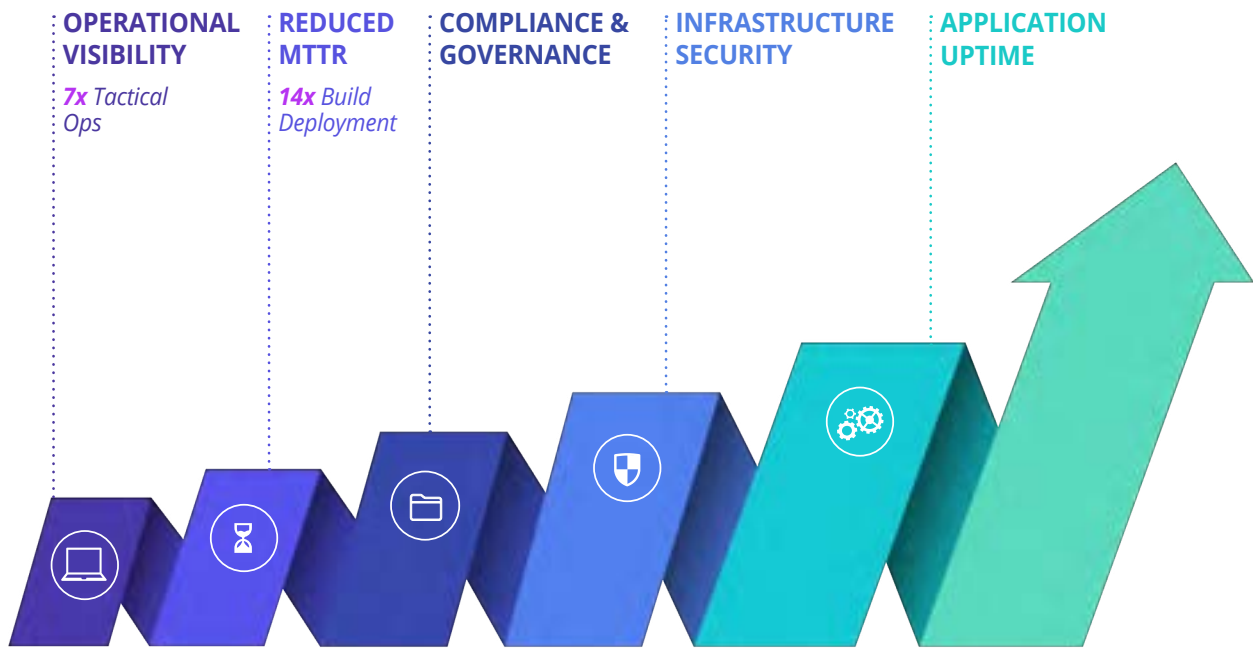 OPERATIONAL
VISIBILITY
7x Tactical
Ops
REDUCED
MTTR
14x Build
Deployment
COMPLIANCE &
GOVERNANCE
INFRASTRUCTURE
SECURITY
APPLICATION
UPTIME